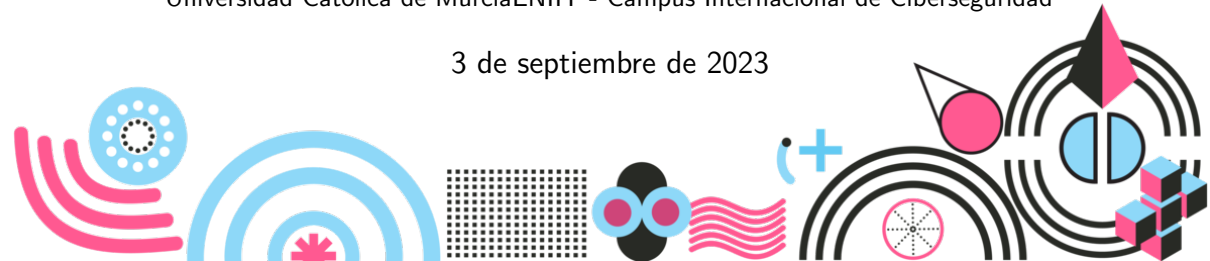 Universidad Católica de MurciaENIIT - Campus Internacional de Ciberseguridad
3 de septiembre de 2023